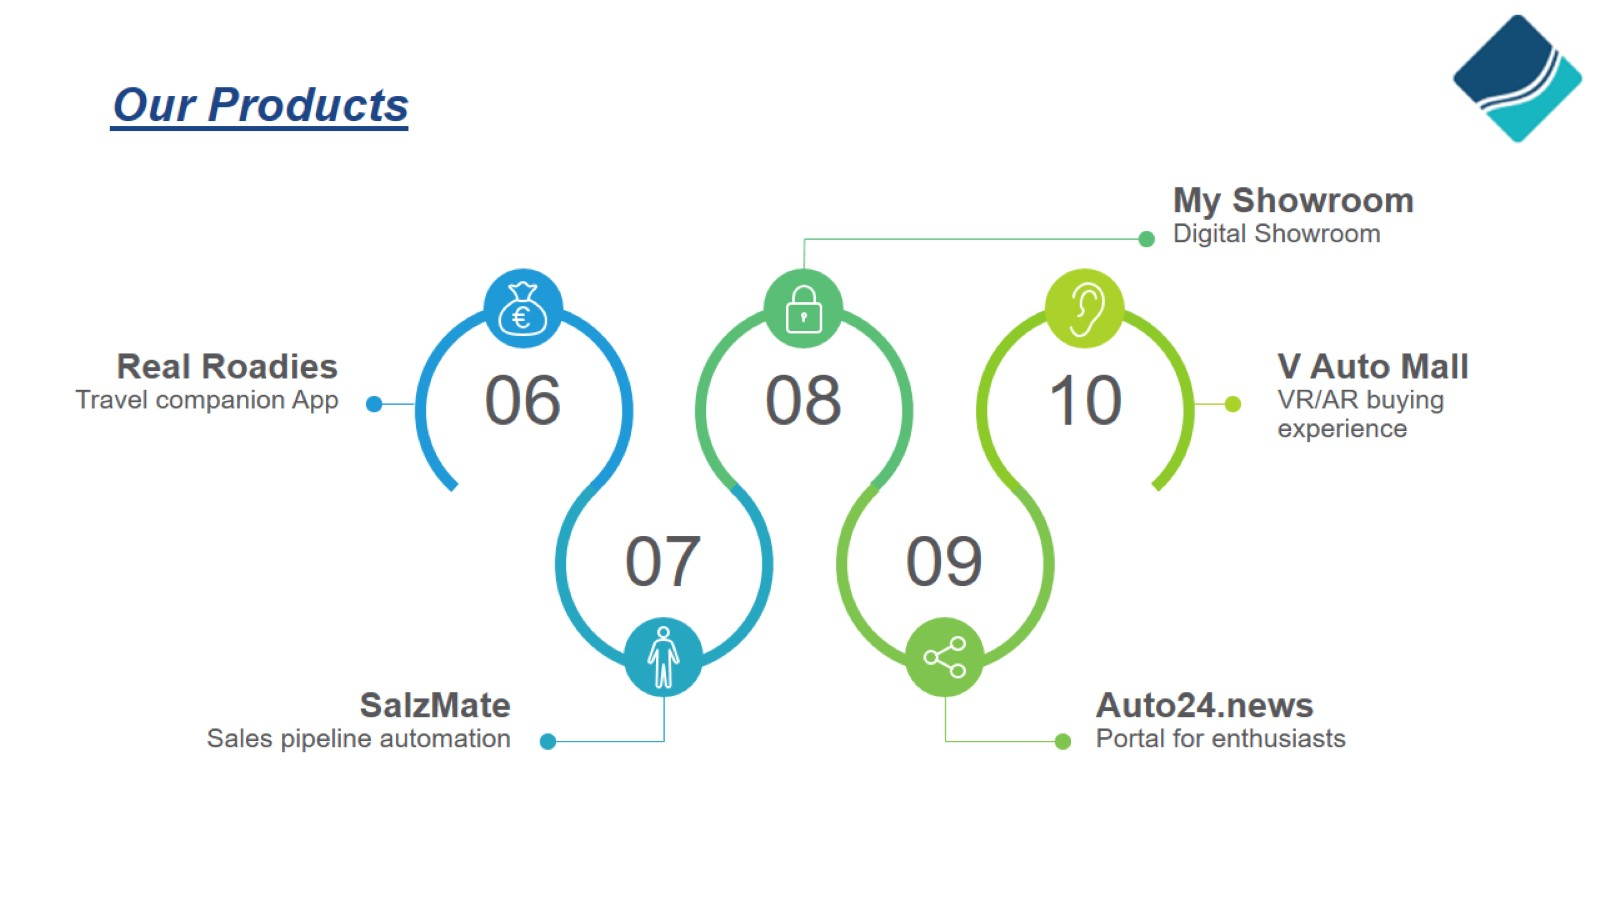 Our Products
My Showroom
Digital Showroom
€
Real Roadies
Travel companion App
06
08
10
V Auto Mall
VR/AR buying
experience
07
09
SalzMate
Sales pipeline automation
Auto24.news
Portal for enthusiasts